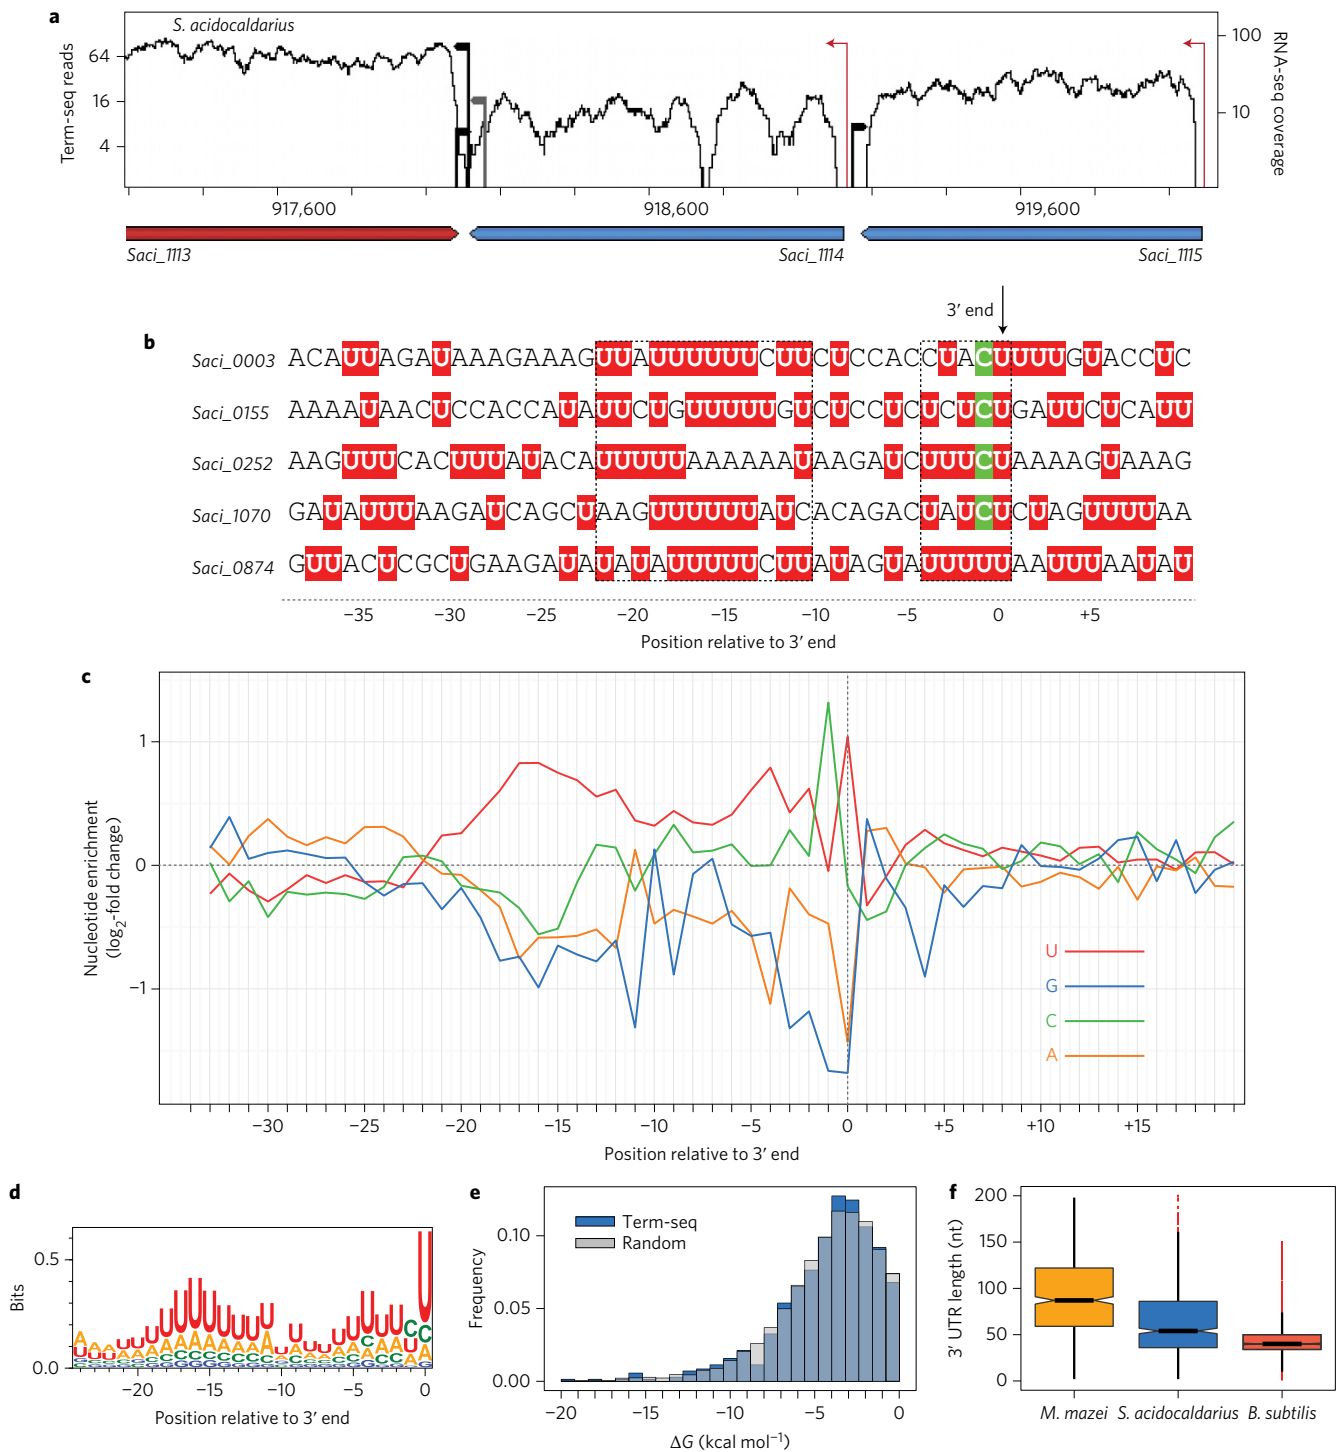 a
S. acidocaldarius
Term-seq reads
64
16
4
100
10
RNA-seq coverage
917,600
918,600
919,600
Saci_1113
Saci_1114
Saci_1115
3′ end
b
Saci_0003 ACAUUAGAUAAAGAAAGUUAUUUUUUCUUCUCCACCUACUUUUGUACCUC
Saci_0155 AAAAUAACUCCACCAUAUUCUGUUUUUGUCUCCUCUCUCUGAUUCUCAUU
Saci_0252 AAGUUUCACUUUAUACAUUUUUAAAAAAUAAGAUCUUUCUAAAAGUAAAG
Saci_1070 GAUAUUUAAGAUCAGCUAAGUUUUUUAUCACAGACUAUCUCUAGUUUUAA
Saci_0874 GUUACUCGCUGAAGAUAUAUAUUUUUCUUAUAGUAUUUUUAAUUUAAUAU
−35 −30 −25 −20 −15 −10 −5 0 +5
Position relative to 3′ end
c
Nucleotide enrichment
(log2-fold change)
1
0
−1
U
G
C
A
−30 −20 −15 −10 −5 0 +5 +10 +15
Position relative to 3′ end
d
Bits
0.5
0.0
−20 −15 −10 −5 0
Position relative to 3′ end
e
Term-seq
Random
Frequency
0.10
0.05
0.00
−20 −15 −10 −5 0
ΔG (kcal mol−1)
f
3′ UTR length (nt)
200
150
100
50
0
M. mazei S. acidocaldarius B. subtilis